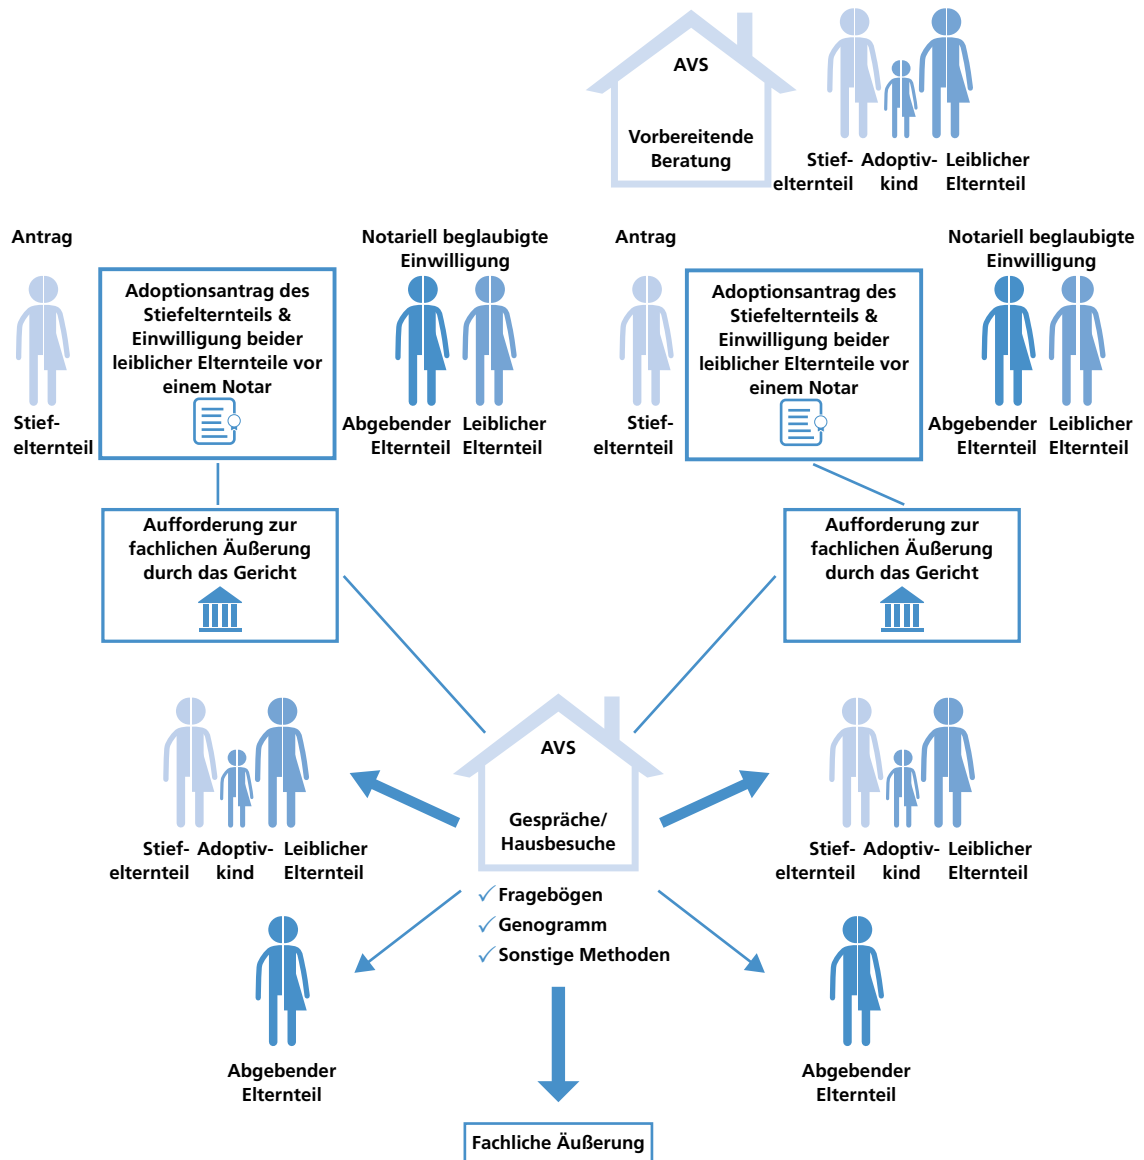 AVS
Vorbereitende
Beratung
Stief-
elternteil
Adoptiv-
kind
Leiblicher
Elternteil
Antrag
Stief-
elternteil
Adoptionsantrag des
Stiefelternteils &
Einwilligung beider
leiblicher Elternteile vor
einem Notar
Notariell beglaubigte
Einwilligung
Abgebender
Elternteil
Leiblicher
Elternteil
Antrag
Stief-
elternteil
Adoptionsantrag des
Stiefelternteils &
Einwilligung beider
leiblicher Elternteile vor
einem Notar
Notariell beglaubigte
Einwilligung
Abgebender
Elternteil
Leiblicher
Elternteil
Aufforderung zur
fachlichen Äußerung
durch das Gericht
Aufforderung zur
fachlichen Äußerung
durch das Gericht
AVS
Gespräche/
Hausbesuche
✓ Fragebögen
✓ Genogramm
✓ Sonstige Methoden
Stief-
elternteil
Adoptiv-
kind
Leiblicher
Elternteil
Stief-
elternteil
Adoptiv-
kind
Leiblicher
Elternteil
Abgebender
Elternteil
Abgebender
Elternteil
Fachliche Äußerung